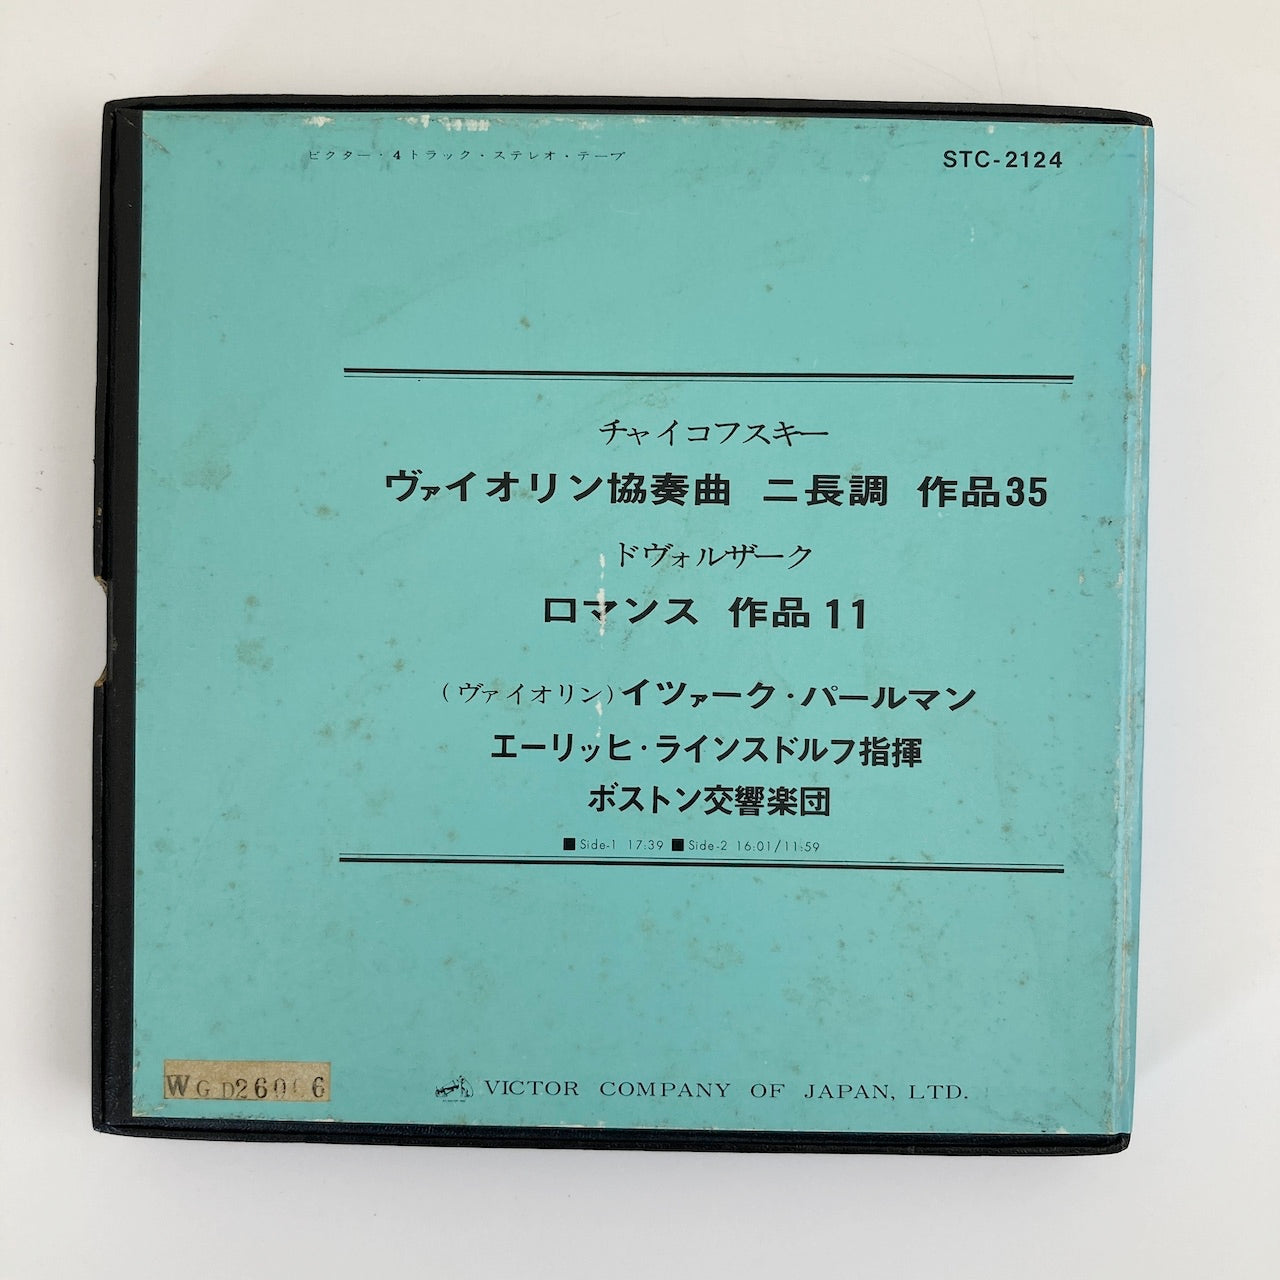 ビクター・4トラック・ステレオ・テープ
STC-2124
チャイコフスキー
ヴァイオリン協奏曲 ニ長調 作品35
ドヴォルザーク
ロマンス 作品11
(ヴァイオリン)イツァーク・パールマン
エーリッヒ・ラインスドルフ指揮
ボストン交響楽団
■Side-1 17:39 ■Side-2 16:01/11:59
VICTOR COMPANY OF JAPAN, LTD.